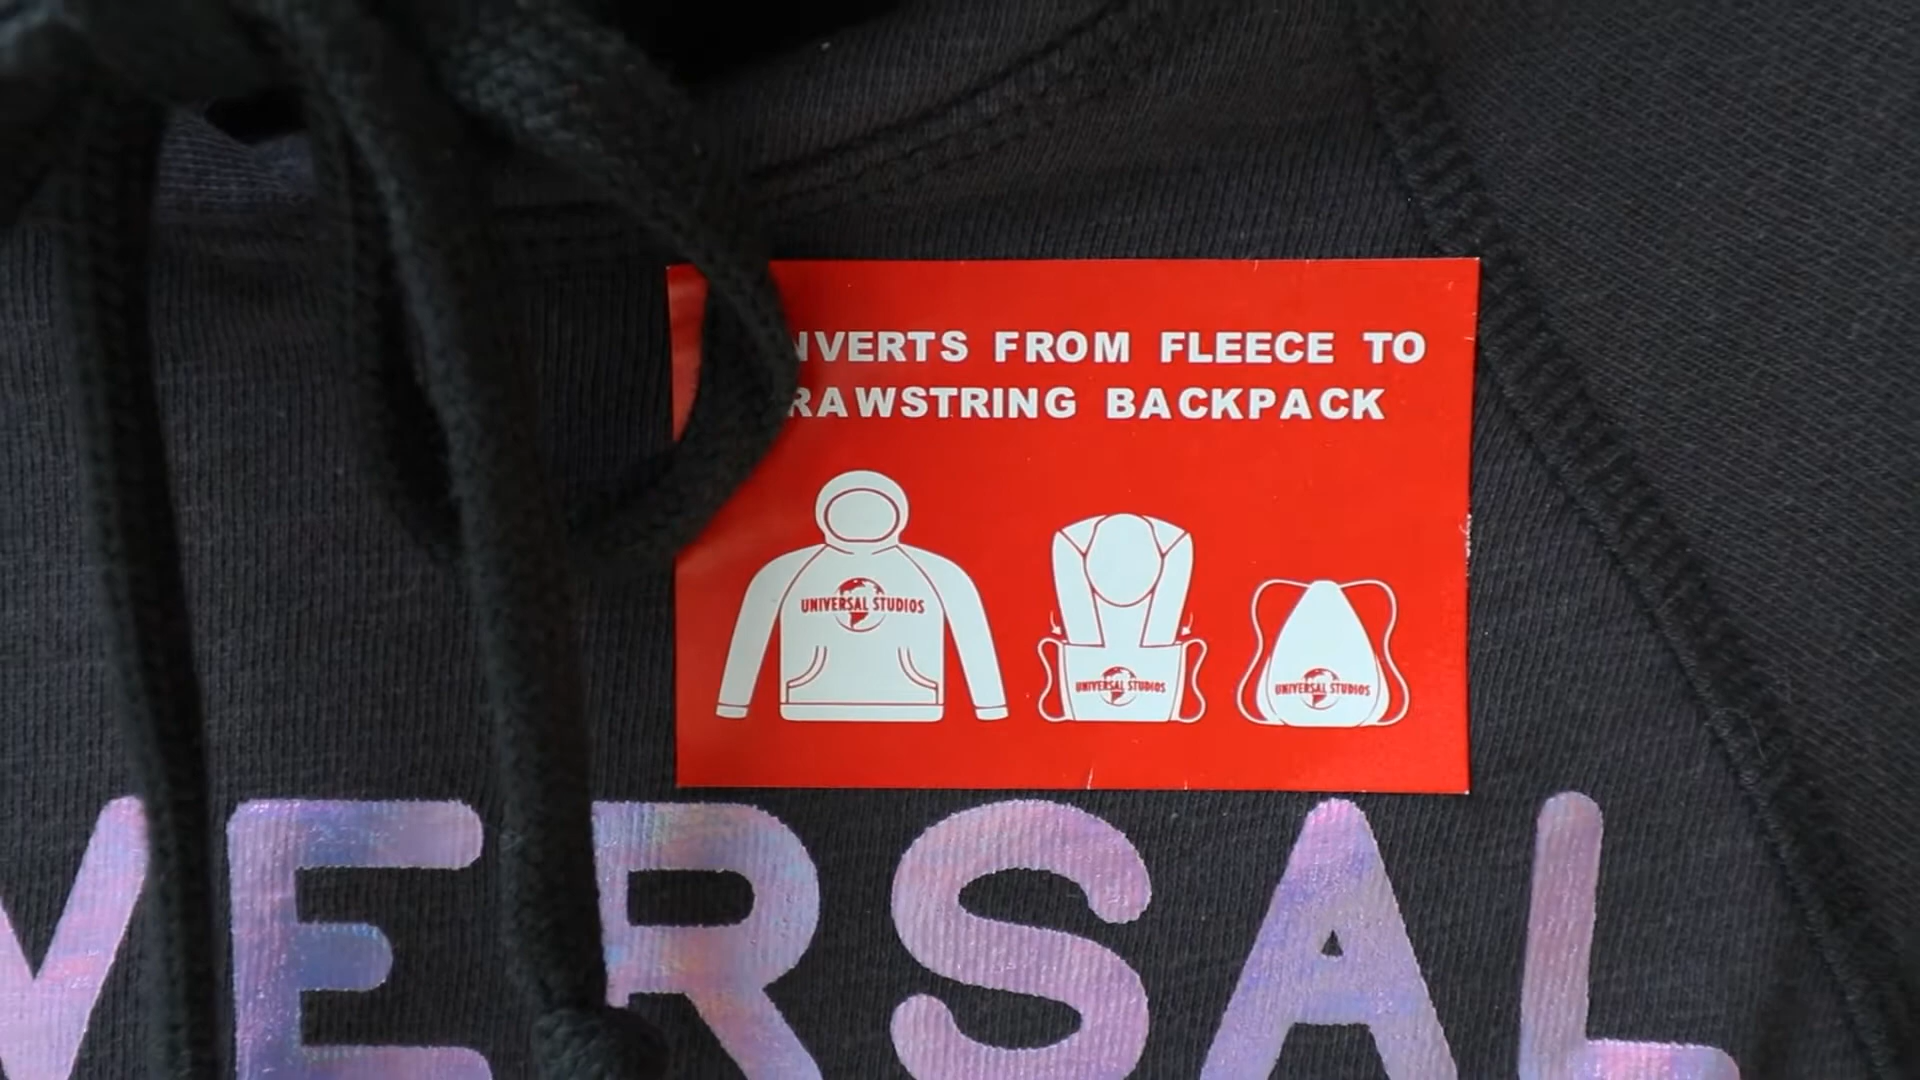 NVERTS FROM FLEECE TO
RAWSTRING BACKPACK
UNIVERSAL STUDIOS
UNIVERSAL STUDIOS
UNIVERSAL STUDIOS
VERSAL